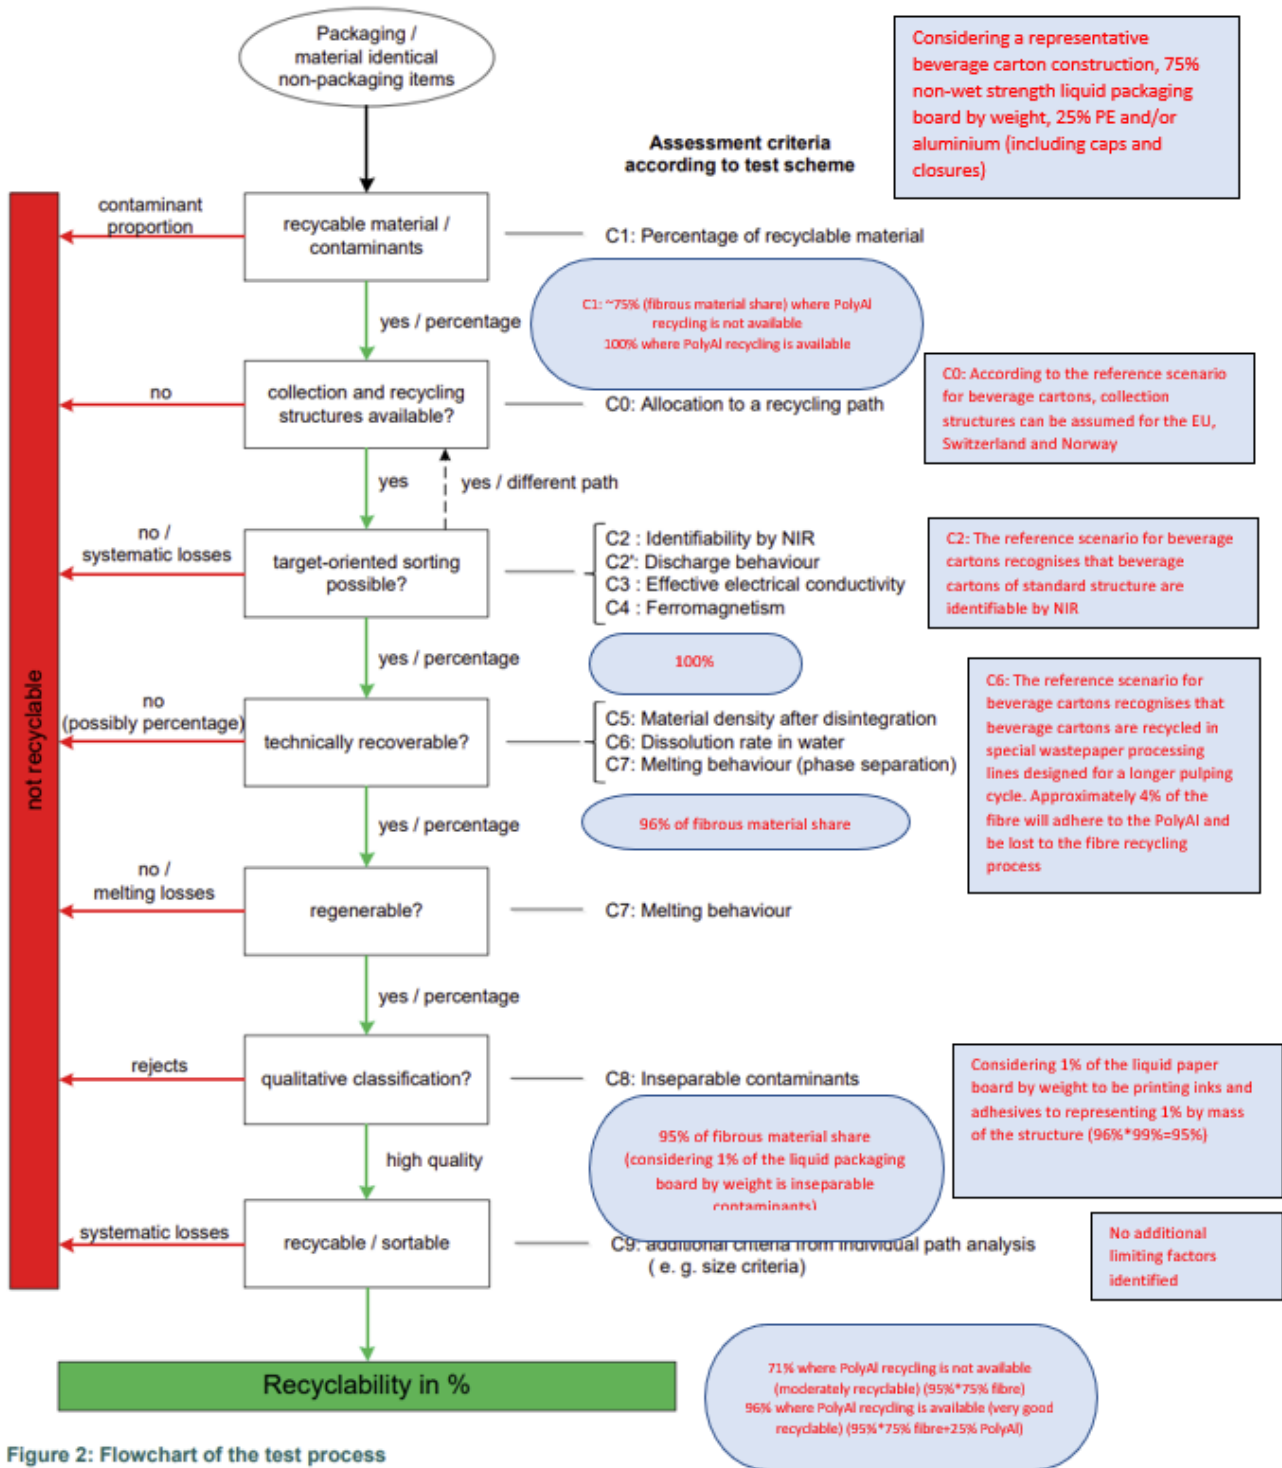 Packaging /
material identical
non-packaging items
Considering a representative
beverage carton construction, 75%
non-wet strength liquid packaging
board by weight, 25% PE and/or
aluminium (including caps and
closures)
Assessment criteria
according to test scheme
contaminant
proportion
recycable material /
contaminants
C1: Percentage of recyclable material
yes / percentage
C1: ~75% (fibrous material share) where PolyAl
recycling is not available
100% where PolyAl recycling is available
no
collection and recycling
structures available?
C0: Allocation to a recycling path
C0: According to the reference scenario
for beverage cartons, collection
structures can be assumed for the EU,
Switzerland and Norway
yes
yes / different path
no /
systematic losses
target-oriented sorting
possible?
C2 : Identifiability by NIR
C2': Discharge behaviour
C3 : Effective electrical conductivity
C4 : Ferromagnetism
C2: The reference scenario for beverage
cartons recognises that beverage
cartons of standard structure are
identifiable by NIR
yes / percentage
100%
not recyclable
no
(possibly percentage)
technically recoverable?
C5: Material density after disintegration
C6: Dissolution rate in water
C7: Melting behaviour (phase separation)
C6: The reference scenario for
beverage cartons recognises that
beverage cartons are recycled in
special wastepaper processing
lines designed for a longer pulping
cycle. Approximately 4% of the
fibre will adhere to the PolyAl and
be lost to the fibre recycling
process
yes / percentage
96% of fibrous material share
no /
melting losses
regenerable?
C7: Melting behaviour
yes / percentage
rejects
qualitative classification?
C8: Inseparable contaminants
Considering 1% of the liquid paper
board by weight to be printing inks and
adhesives to representing 1% by mass
of the structure (96%*99%=95%)
high quality
95% of fibrous material share
(considering 1% of the liquid packaging
board by weight is inseparable
contaminants)
systematic losses
recycable / sortable
C9: additional criteria from individual path analysis
( e. g. size criteria)
No additional
limiting factors
identified
Recyclability in %
71% where PolyAl recycling is not available
(moderately recyclable) (95%*75% fibre)
96% where PolyAl recycling is available (very good
recyclable) (95%*75% fibre+25% PolyAl)
Figure 2: Flowchart of the test process